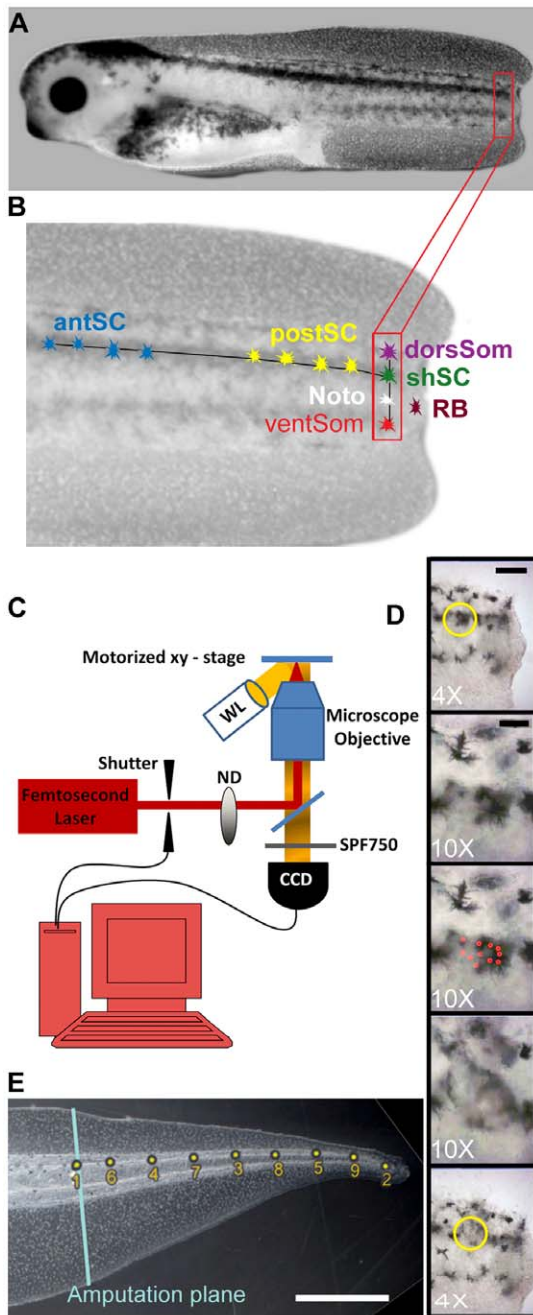 A
B
antSC
postSC
dorsSom
shSC
Noto
RB
ventSom
C
D
Motorized xy - stage
WL
Microscope
Objective
Shutter
ND
Femtosecond
Laser
SPF750
CCD
4X
10X
10X
10X
4X
E
1 6 4 7 3 8 5 9 2
Amputation plane